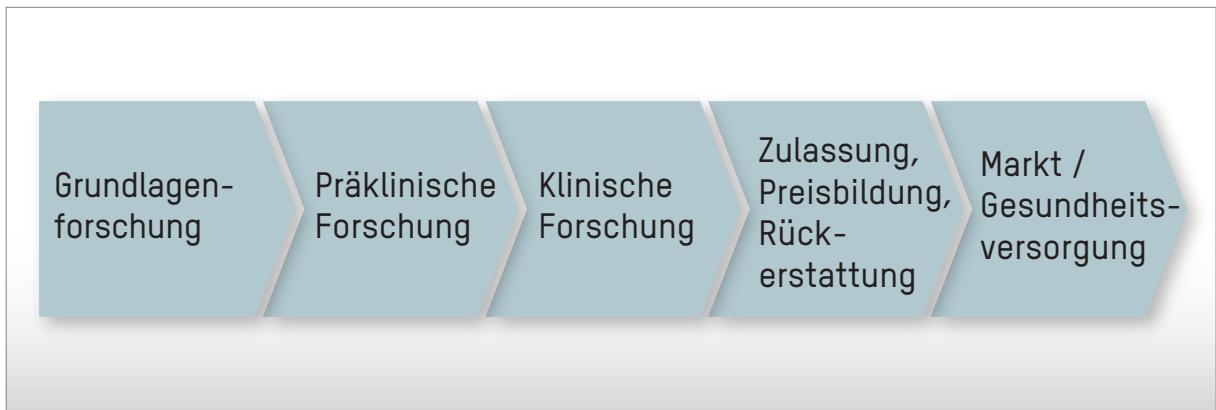 Grundlagen-
forschung
Präklinische
Forschung
Klinische
Forschung
Zulassung,
Preisbildung,
Rück-
erstattung
Markt /
Gesundheits-
versorgung